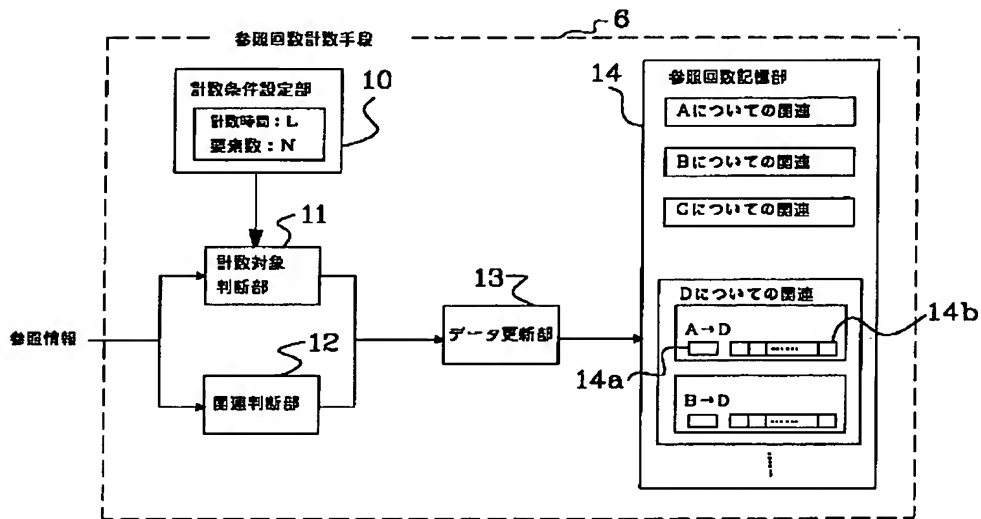 6
参照回数計数手段
計数条件設定部
計数時間：L
要素数：N
10
11
計数対象
判断部
参照情報
12
関連判断部
13
データ更新部
14
参照回数記憶部
Aについての関連
Bについての関連
Cについての関連
Dについての関連
A→D
14a
14b
B→D